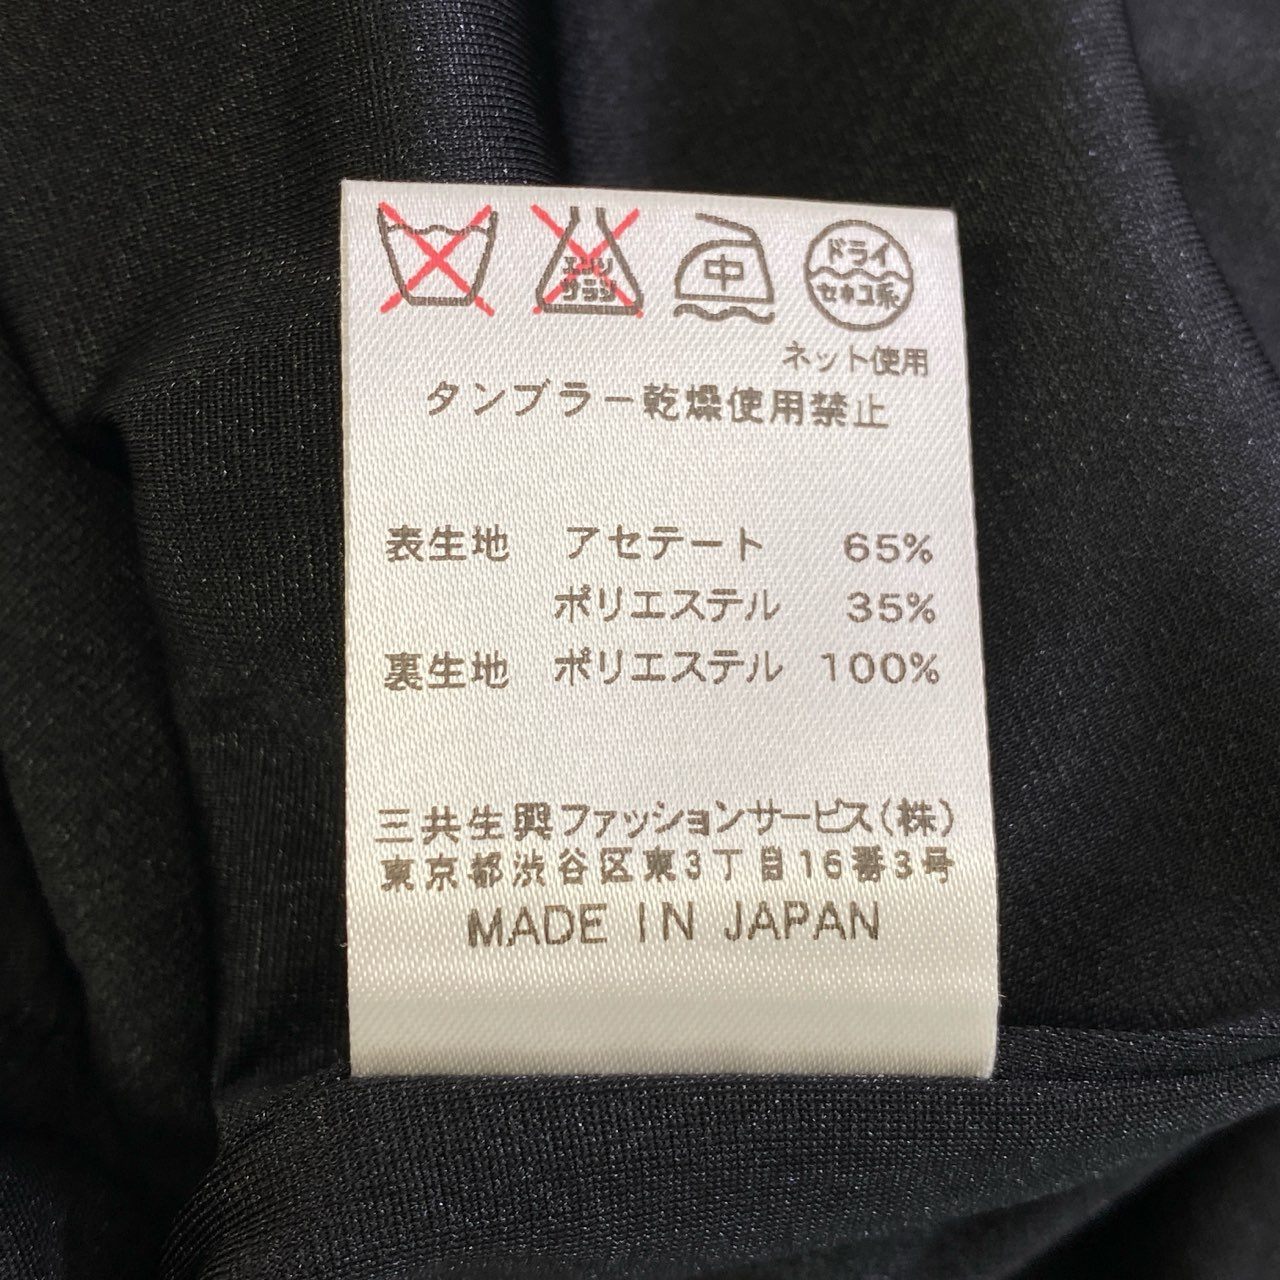 エンソ
サラシ
中
ドライ
セキユ系
ネット使用
タンブラー乾燥使用禁止
表生地 アセテート 65%
ポリエステル 35%
裏生地 ポリエステル 100%
三共生興ファッションサービス(株)
東京都渋谷区東3丁目16番3号
MADE IN JAPAN